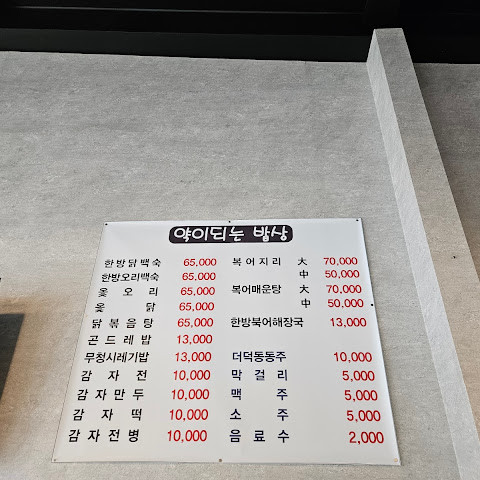 약이되는 밥상
한방닭백숙 65,000
한방오리백숙 65,000
옻오리 65,000
옻닭 65,000
닭볶음탕 65,000
곤드레밥 13,000
무청시레기밥 13,000
감자전 10,000
감자만두 10,000
감자떡 10,000
감자전병 10,000
복어지리 大 70,000
中 50,000
복어매운탕 大 70,000
中 50,000
한방북어해장국 13,000
더덕동동주 10,000
막걸리 5,000
맥주 5,000
소주 5,000
음료수 2,000